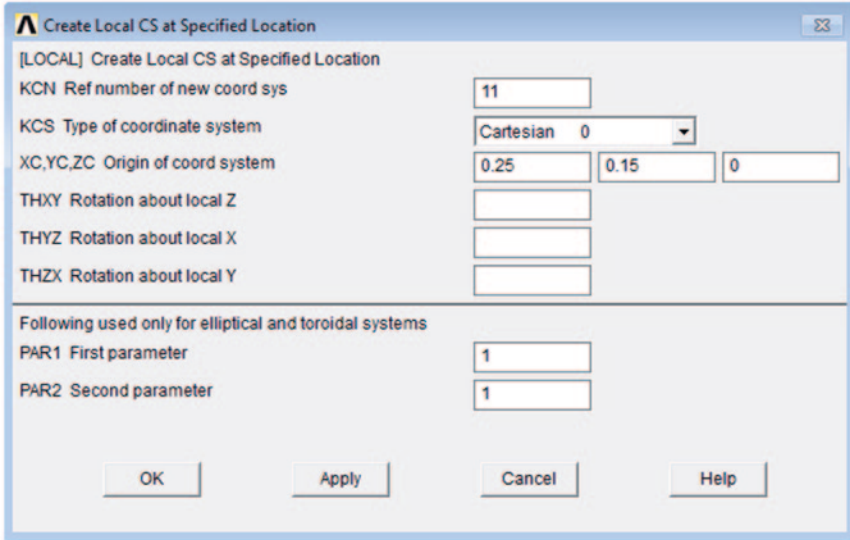 Create Local CS at Specified Location
[LOCAL] Create Local CS at Specified Location
KCN Ref number of new coord sys 11
KCS Type of coordinate system Cartesian 0
XC,YC,ZC Origin of coord system 0.25 0.15 0
THXY Rotation about local Z
THYZ Rotation about local X
THZX Rotation about local Y
Following used only for elliptical and toroidal systems
PAR1 First parameter 1
PAR2 Second parameter 1
OK Apply Cancel Help